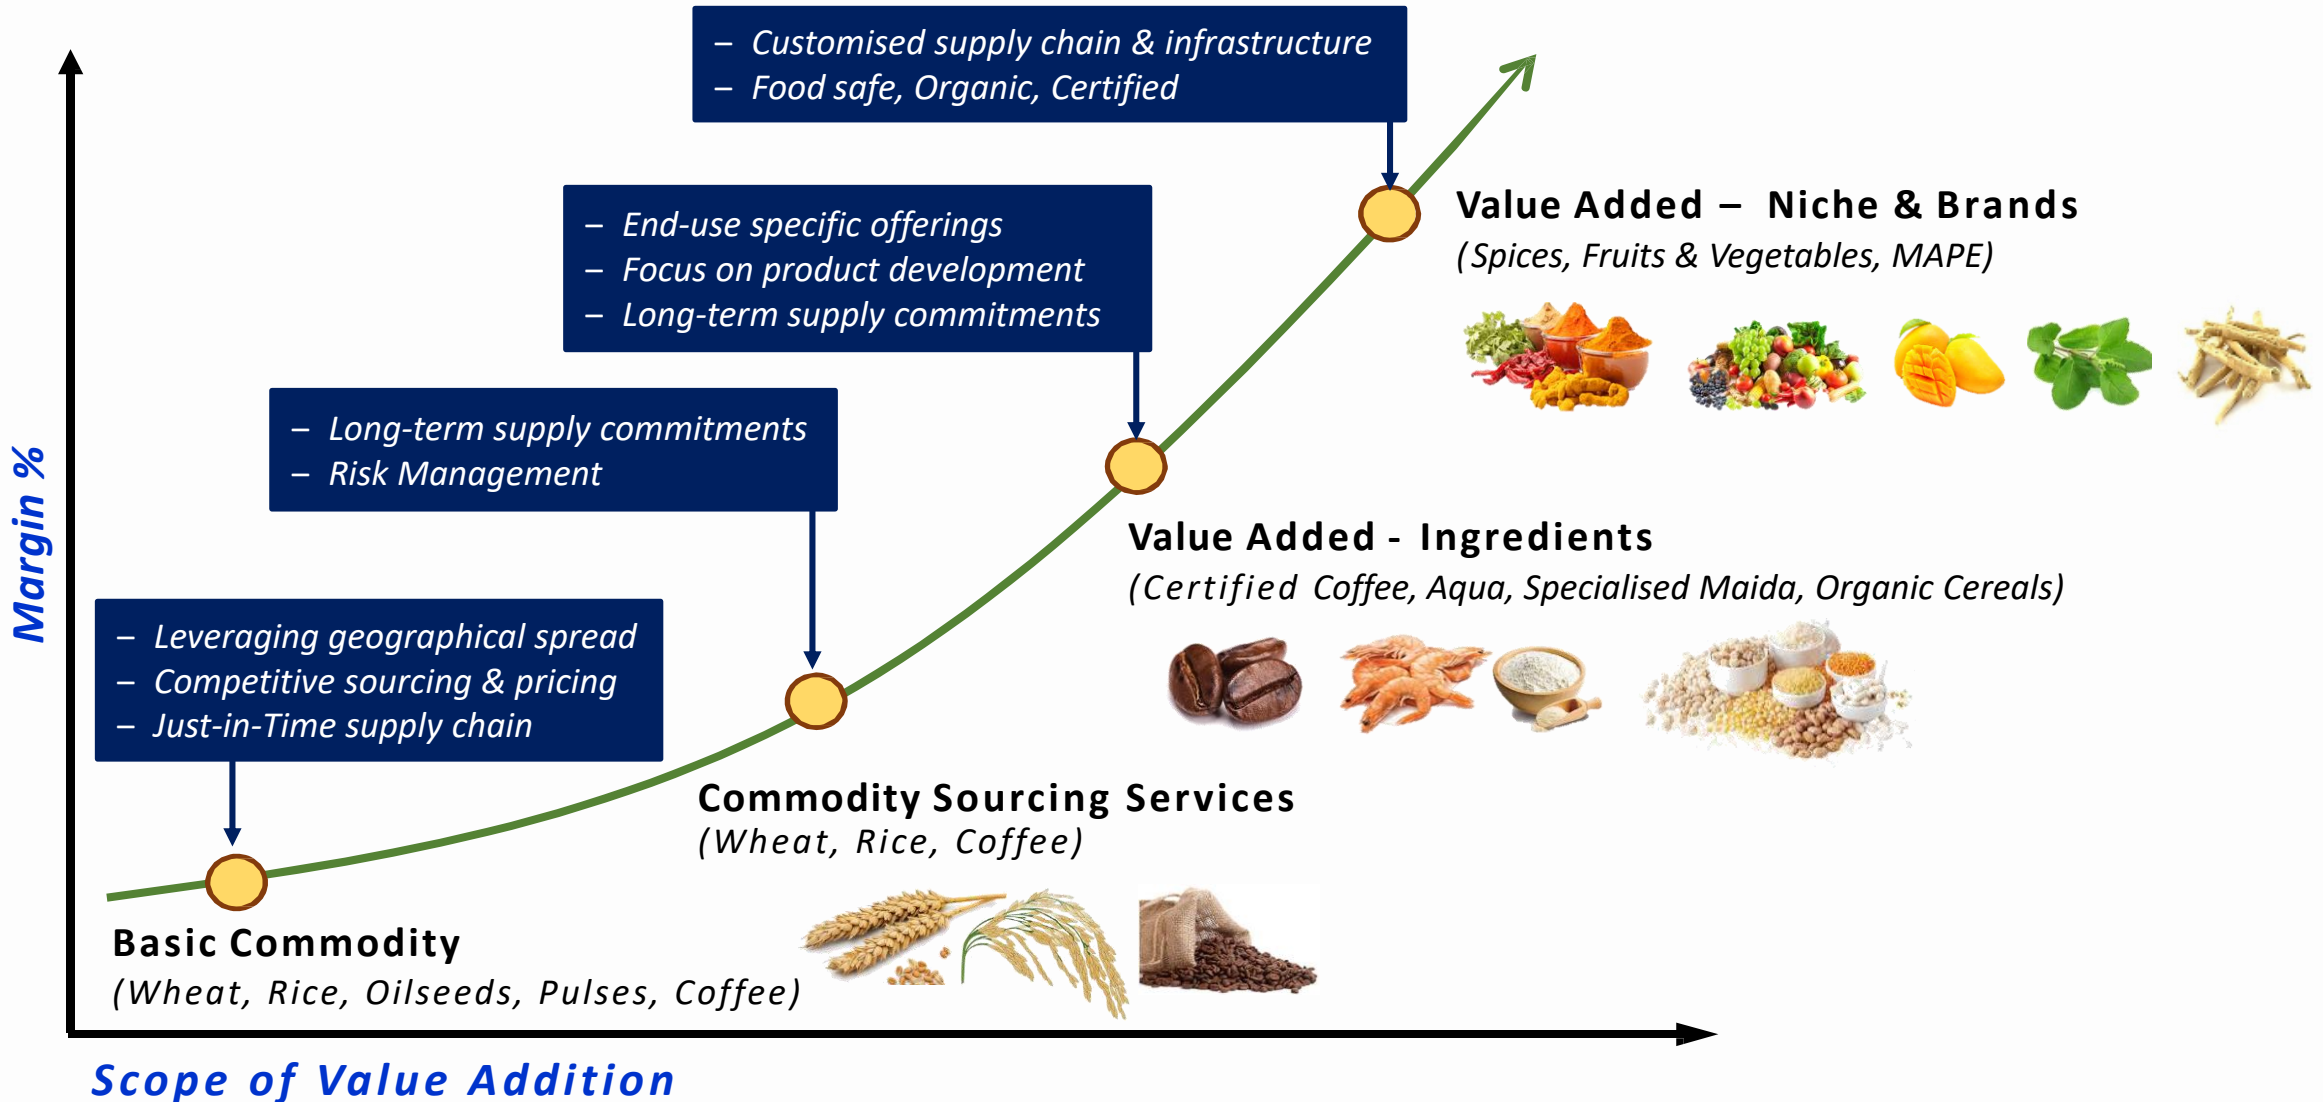 – Customised supply chain & infrastructure
– Food safe, Organic, Certified
Value Added – Niche & Brands
(Spices, Fruits & Vegetables, MAPE)
– End-use specific offerings
– Focus on product development
– Long-term supply commitments
Value Added - Ingredients
(Certified Coffee, Aqua, Specialised Maida, Organic Cereals)
– Long-term supply commitments
– Risk Management
Commodity Sourcing Services
(Wheat, Rice, Coffee)
– Leveraging geographical spread
– Competitive sourcing & pricing
– Just-in-Time supply chain
Basic Commodity
(Wheat, Rice, Oilseeds, Pulses, Coffee)
Margin %
Scope of Value Addition